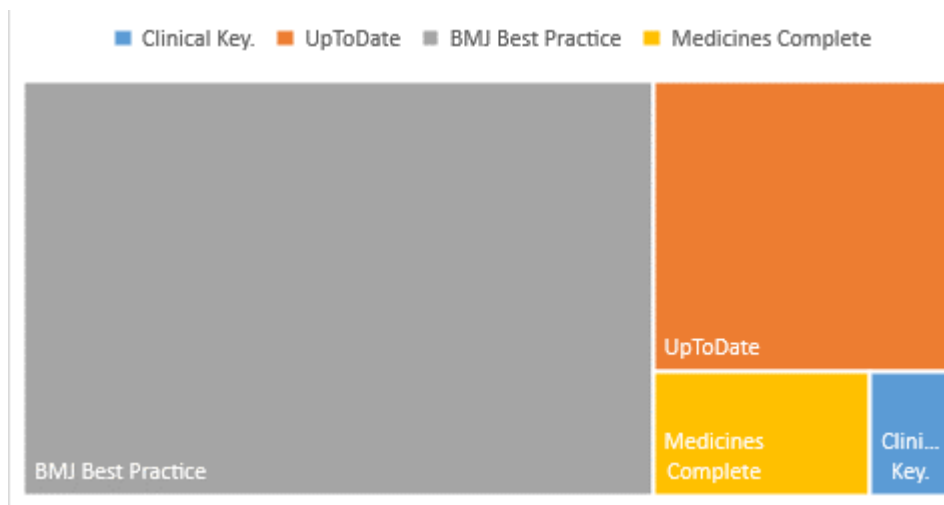 Clinical Key. UpToDate BMJ Best Practice Medicines Complete
UpToDate
BMJ Best Practice
Medicines
Complete
Clini...
Key.